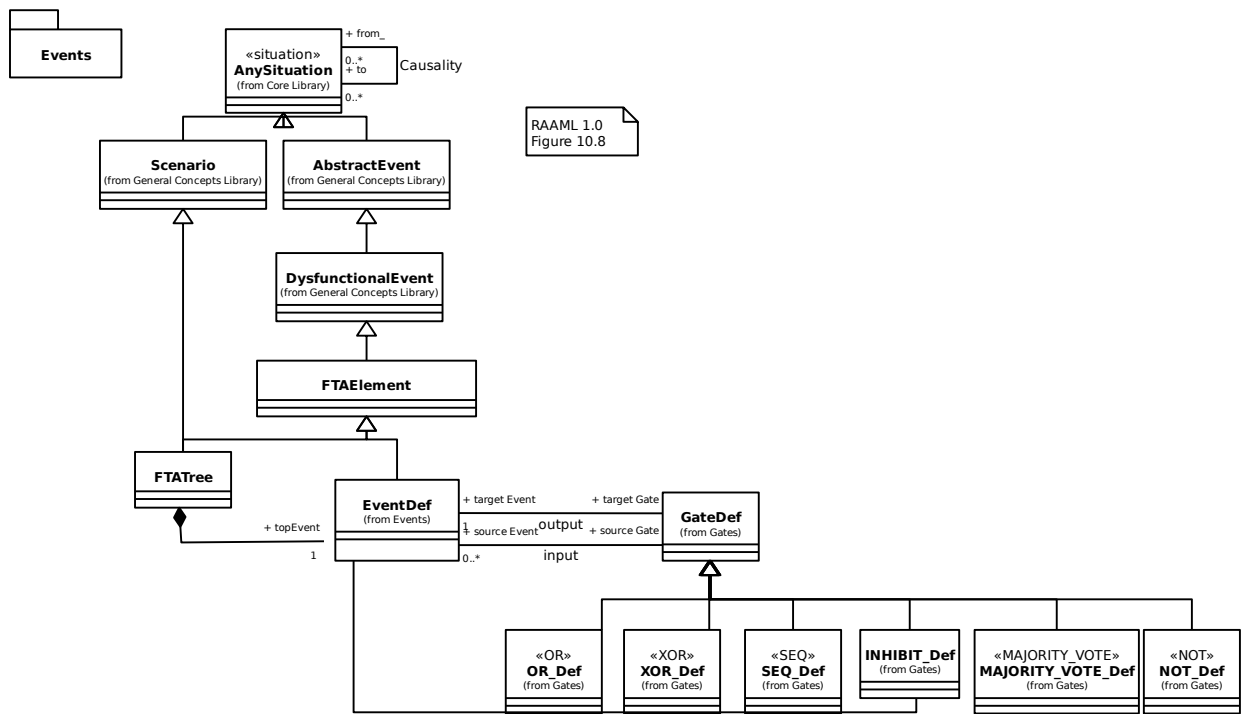 Events
«situation»
AnySituation
(from Core Library)
+ from_
0..*
+ to
0..*
Causality
RAAML 1.0
Figure 10.8
Scenario
(from General Concepts Library)
AbstractEvent
(from General Concepts Library)
DysfunctionalEvent
(from General Concepts Library)
FTAElement
FTATree
+ topEvent
1
EventDef
(from Events)
+ target Event
1
output
+ target Gate
+ source Event
0..*
input
+ source Gate
GateDef
(from Gates)
«OR»
OR_Def
(from Gates)
«XOR»
XOR_Def
(from Gates)
«SEQ»
SEQ_Def
(from Gates)
INHIBIT_Def
(from Gates)
«MAJORITY_VOTE»
MAJORITY_VOTE_Def
(from Gates)
«NOT»
NOT_Def
(from Gates)